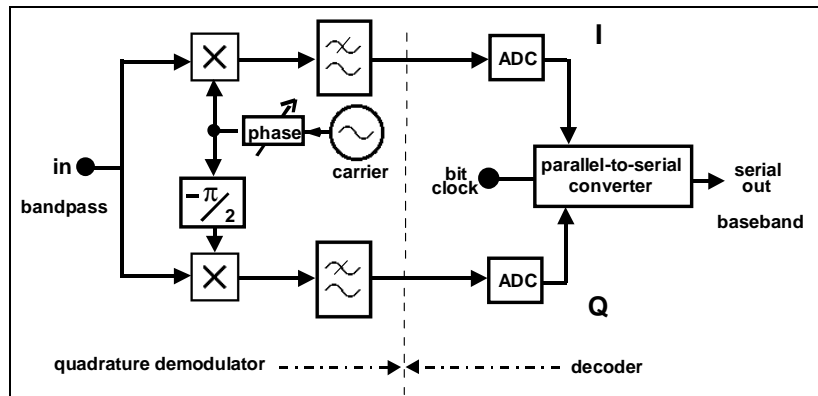 I
ADC
phase
in
carrier
bit
clock
parallel-to-serial
converter
serial
out
bandpass
−π/2
baseband
ADC
Q
quadrature demodulator
decoder